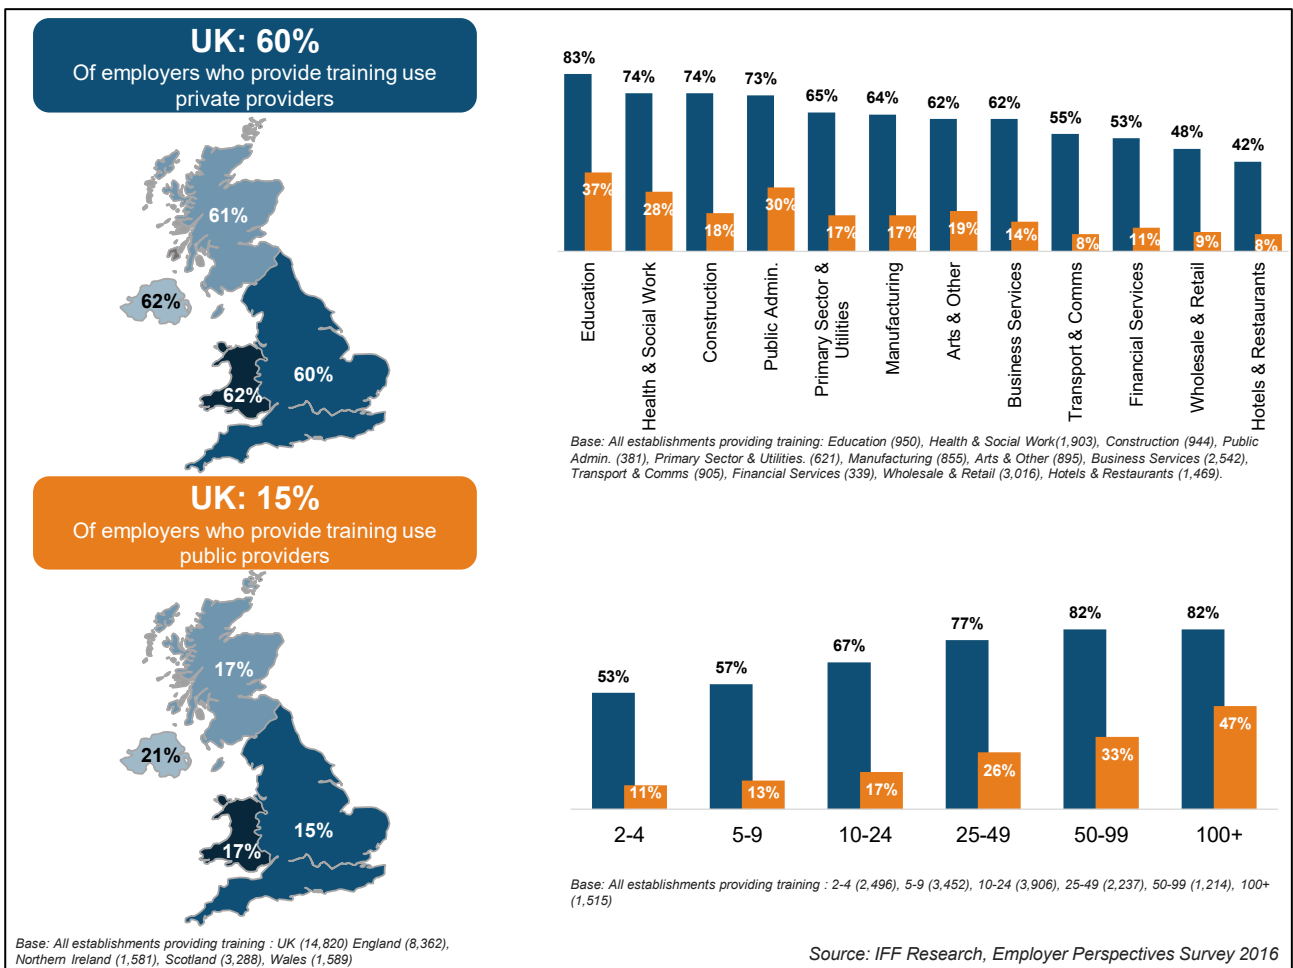 UK: 60%
Of employers who provide training use
private providers
61%
62%
60%
62%
83%
74%
74%
73%
65%
64%
62%
62%
55%
53%
48%
42%
37%
28%
18%
30%
17%
17%
19%
14%
8%
11%
9%
8%
Education
Health & Social Work
Construction
Public Admin.
Primary Sector &
Utilities
Manufacturing
Arts & Other
Business Services
Transport & Comms
Financial Services
Wholesale & Retail
Hotels & Restaurants
Base: All establishments providing training: Education (950), Health & Social Work(1,903), Construction (944), Public
Admin. (381), Primary Sector & Utilities. (621), Manufacturing (855), Arts & Other (895), Business Services (2,542),
Transport & Comms (905), Financial Services (339), Wholesale & Retail (3,016), Hotels & Restaurants (1,469).
UK: 15%
Of employers who provide training use
public providers
17%
21%
15%
17%
53%
57%
67%
77%
82%
82%
11%
13%
17%
26%
33%
47%
2-4
5-9
10-24
25-49
50-99
100+
Base: All establishments providing training : 2-4 (2,496), 5-9 (3,452), 10-24 (3,906), 25-49 (2,237), 50-99 (1,214), 100+
(1,515)
Base: All establishments providing training : UK (14,820) England (8,362),
Northern Ireland (1,581), Scotland (3,288), Wales (1,589)
Source: IFF Research, Employer Perspectives Survey 2016